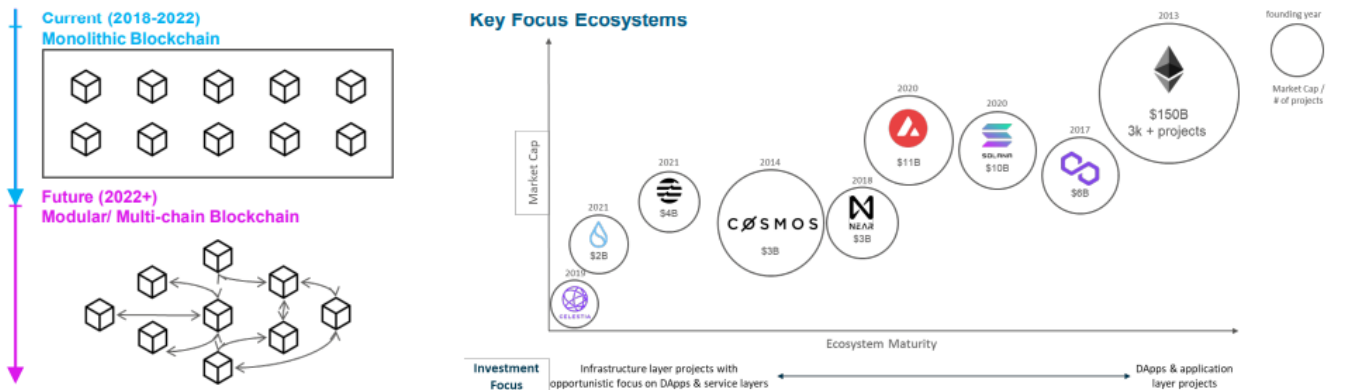 Current (2018-2022)
Monolithic Blockchain
Future (2022+)
Modular/ Multi-chain Blockchain
Key Focus Ecosystems
founding year
Market Cap /
# of projects
Market Cap
2013
$150B
3k + projects
2017
$6B
2020
SOLANA
$10B
2020
$11B
2018
NEAR
$3B
2014
COSMOS
$3B
2021
$4B
2021
$2B
2019
CELESTIA
Ecosystem Maturity
Investment
Focus
Infrastructure layer projects with
opportunistic focus on DApps & service layers
DApps & application
layer projects